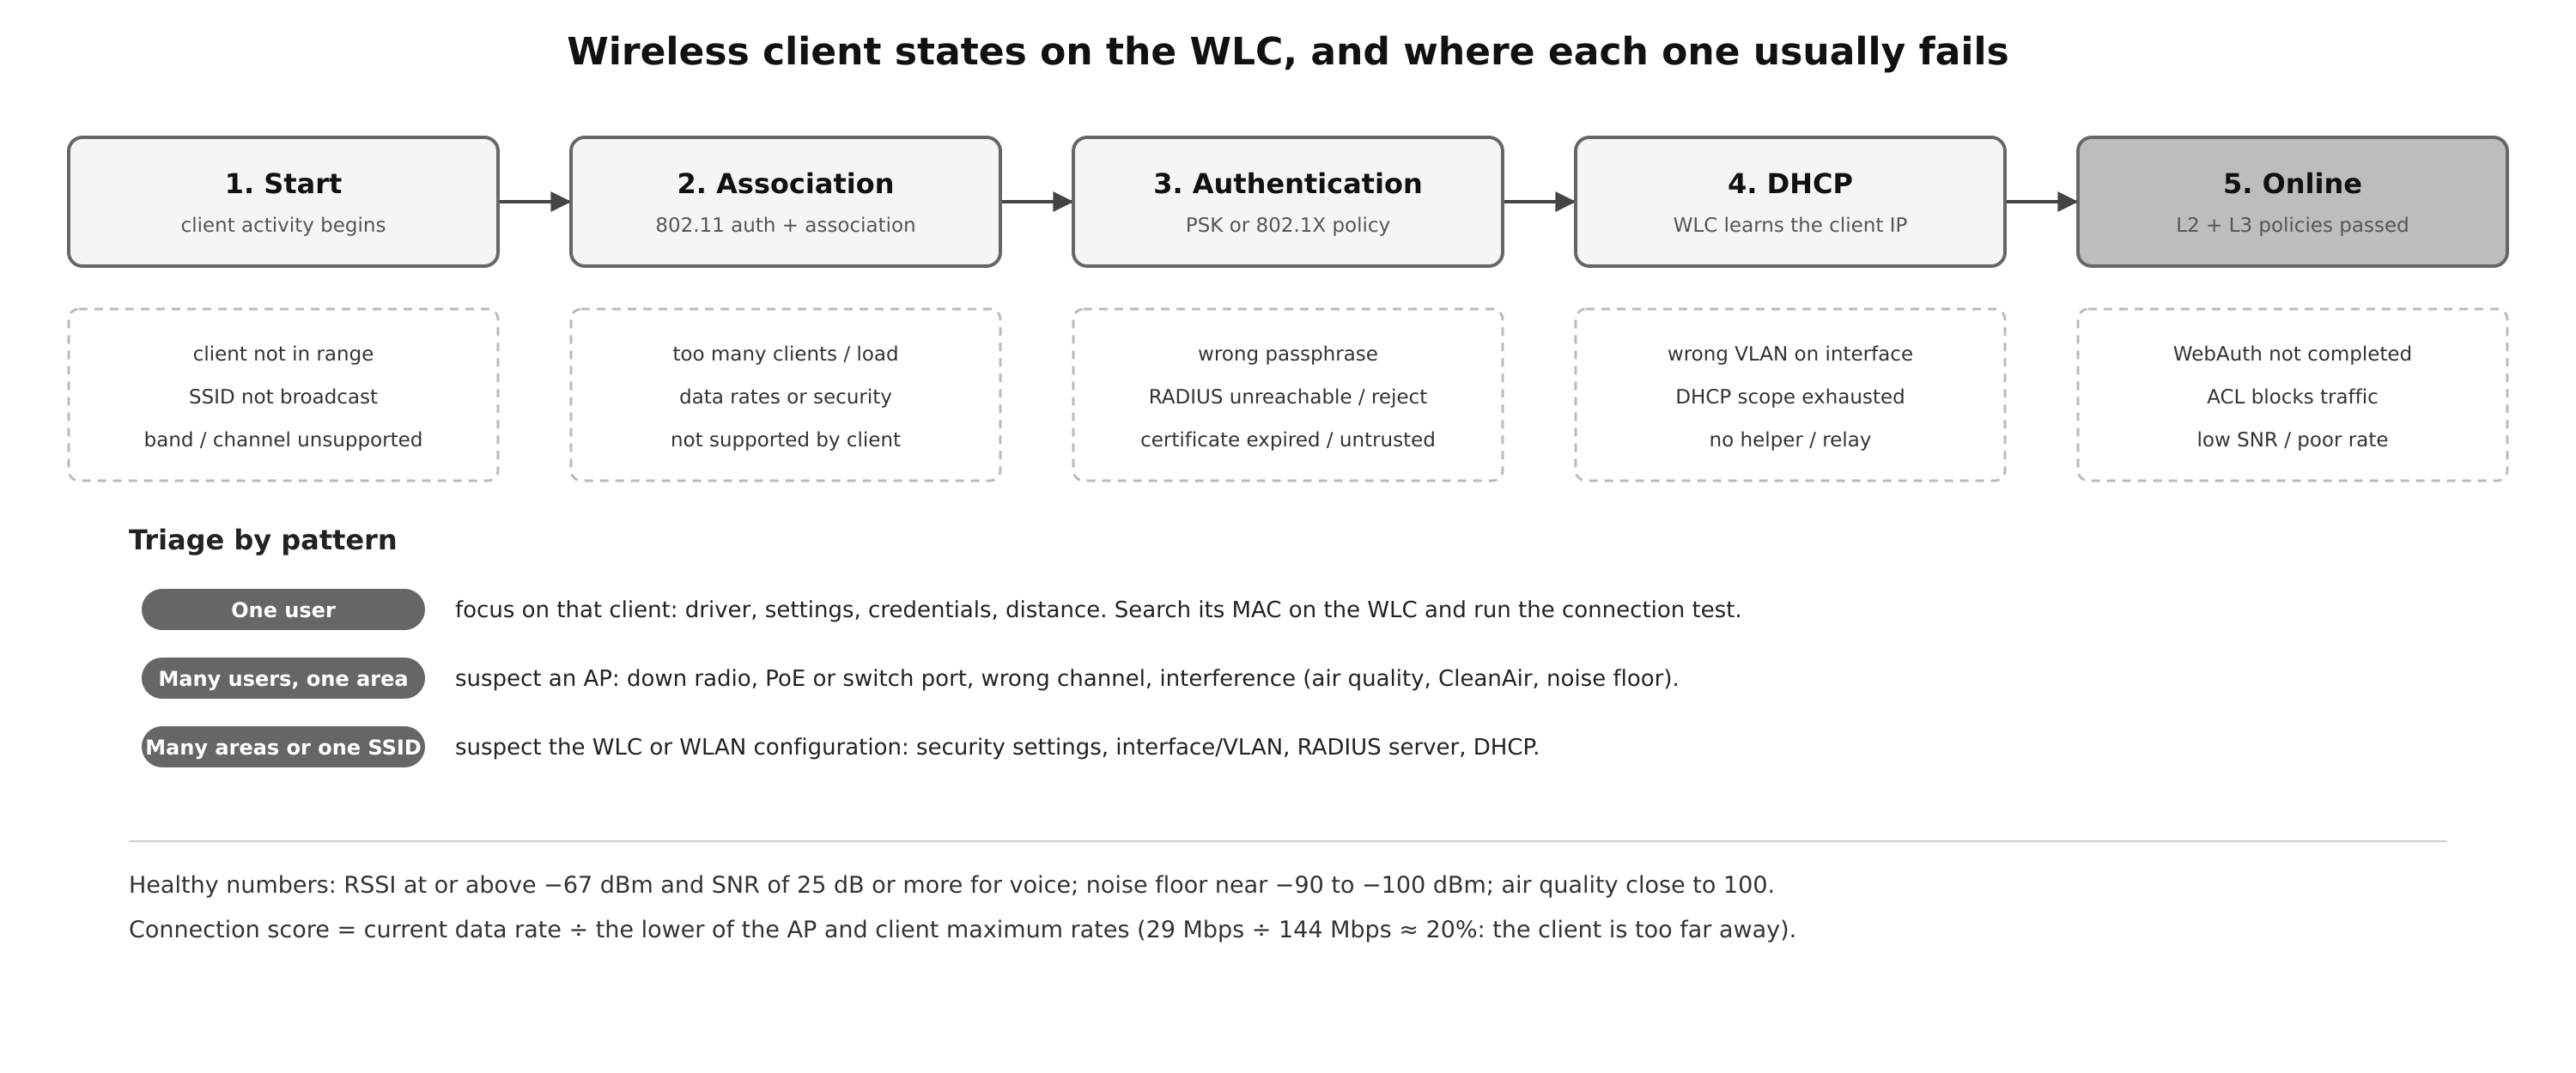 Wireless client states on the WLC, and where each one usually fails
1. Start
client activity begins
2. Association
802.11 auth + association
3. Authentication
PSK or 802.1X policy
4. DHCP
WLC learns the client IP
5. Online
L2 + L3 policies passed
client not in range
SSID not broadcast
band / channel unsupported
too many clients / load
data rates or security
not supported by client
wrong passphrase
RADIUS unreachable / reject
certificate expired / untrusted
wrong VLAN on interface
DHCP scope exhausted
no helper / relay
WebAuth not completed
ACL blocks traffic
low SNR / poor rate
Triage by pattern
One user
focus on that client: driver, settings, credentials, distance. Search its MAC on the WLC and run the connection test.
Many users, one area
suspect an AP: down radio, PoE or switch port, wrong channel, interference (air quality, CleanAir, noise floor).
Many areas or one SSID
suspect the WLC or WLAN configuration: security settings, interface/VLAN, RADIUS server, DHCP.
Healthy numbers: RSSI at or above −67 dBm and SNR of 25 dB or more for voice; noise floor near −90 to −100 dBm; air quality close to 100.
Connection score = current data rate ÷ the lower of the AP and client maximum rates (29 Mbps ÷ 144 Mbps ≈ 20%: the client is too far away).